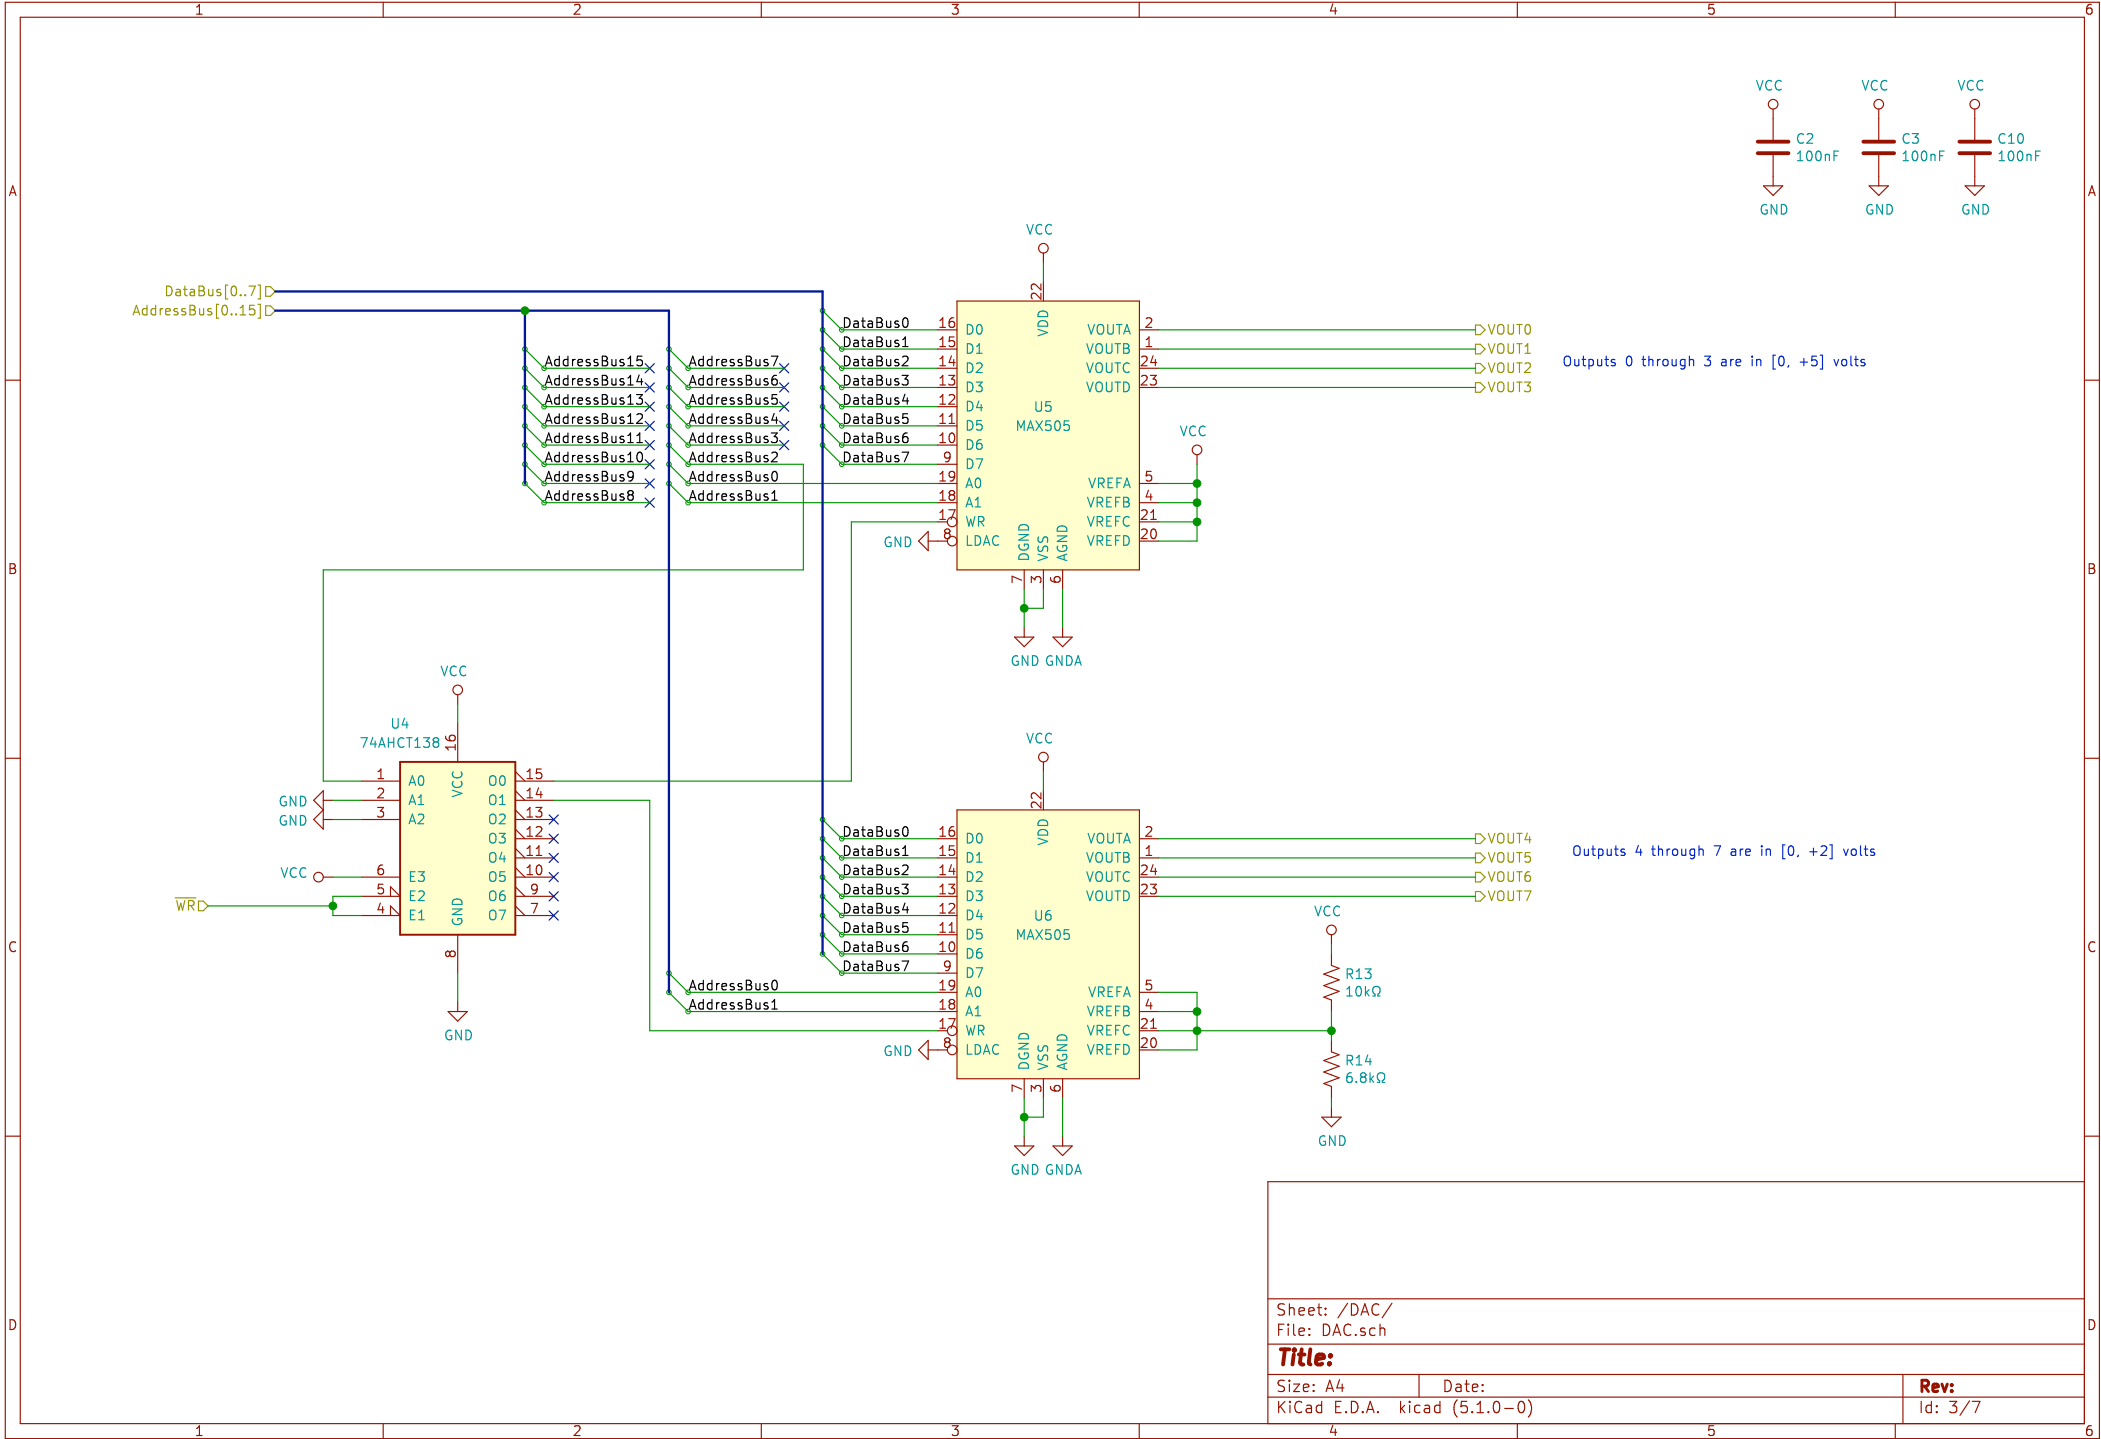 1 2 3 4 5 6
VCC VCC VCC
C2 C3 C10
100nF 100nF 100nF
A A
GND GND GND
VCC
DataBus[0..7]
AddressBus[0..15]
22
VDD
DataBus0 16 D0 VOUTA 2 VOUT0
DataBus1 15 D1 VOUTB 1 VOUT1
AddressBus15 AddressBus7 DataBus2 14 D2 VOUTC 24 VOUT2
Outputs 0 through 3 are in [0, +5] volts
AddressBus14 AddressBus6 DataBus3 13 D3 VOUTD 23 VOUT3
AddressBus13 AddressBus5 DataBus4 12 D4 U5
AddressBus12 AddressBus4 DataBus5 11 D5 MAX505
AddressBus11 AddressBus3 DataBus6 10 D6 VCC
AddressBus10 AddressBus2 DataBus7 9 D7
AddressBus9 AddressBus0 19 A0 VREFA 5
AddressBus8 AddressBus1 18 A1 VREFB 4
17 WR VREFC 21
GND 8 LDAC VREFD 20
DGND VSS AGND
B B
7 3 6
GND GNDA
VCC
U4
74AHCT138
16
VCC
VCC
1 A0 O0 15
GND 2 A1 O1 14
GND 3 A2 O2 13
O3 12
O4 11
VCC 6 E3 O5 10
5 E2 O6 9
WR
4 E1 O7 7
GND
8
GND
22
VDD
DataBus0 16 D0 VOUTA 2 VOUT4
DataBus1 15 D1 VOUTB 1 VOUT5
Outputs 4 through 7 are in [0, +2] volts
DataBus2 14 D2 VOUTC 24 VOUT6
DataBus3 13 D3 VOUTD 23 VOUT7
DataBus4 12 D4 U6
DataBus5 11 D5 MAX505
DataBus6 10 D6
DataBus7 9 D7
AddressBus0 19 A0 VREFA 5
AddressBus1 18 A1 VREFB 4
17 WR VREFC 21
GND 8 LDAC VREFD 20
DGND VSS AGND
7 3 6
GND GNDA
VCC
C C
R13
10kΩ
R14
6.8kΩ
GND
Sheet: /DAC/
File: DAC.sch
D D
Title:
Size: A4 Date: Rev:
KiCad E.D.A. kicad (5.1.0-0) Id: 3/7
1 2 3 4 5 6